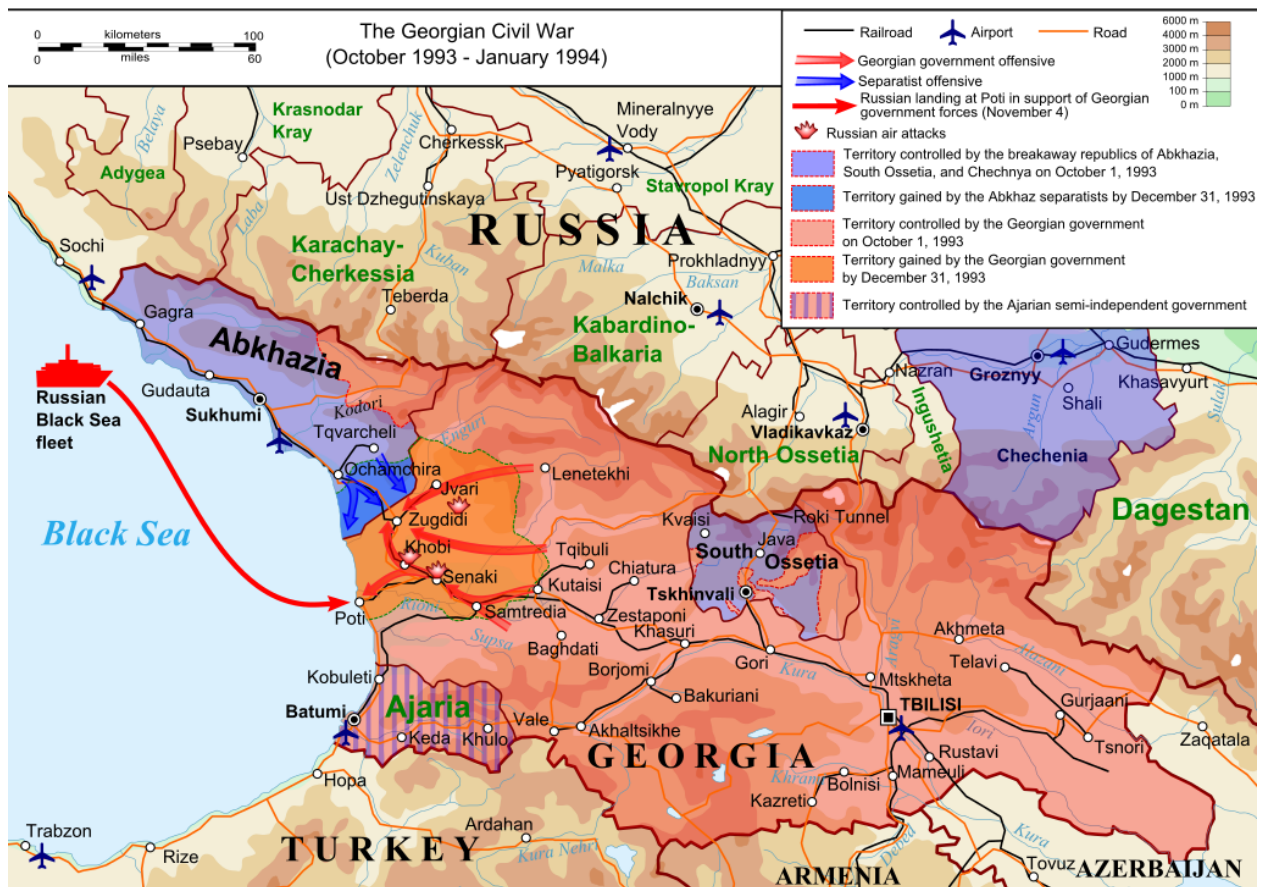 0 kilometers 100
0 miles 60
The Georgian Civil War
(October 1993 - January 1994)
Railroad
Airport
Road
Georgian government offensive
Separatist offensive
Russian landing at Poti in support of Georgian
government forces (November 4)
Russian air attacks
Territory controlled by the breakaway republics of Abkhazia,
South Ossetia, and Chechnya on October 1, 1993
Territory gained by the Abkhaz separatists by December 31, 1993
Territory controlled by the Georgian government
on October 1, 1993
Territory gained by the Georgian government
by December 31, 1993
Territory controlled by the Ajarian semi-independent government
6000 m
4000 m
3000 m
2000 m
1000 m
100 m
0 m
Krasnodar
Kray
Belaya
Psebay
Adygea
Laba
Zelenchuk
Cherkessk
Ust Dzhegutinskaya
Mineralnyye
Vody
Pyatigorsk
Stavropol Kray
RUSSIA
Sochi
Karachay-
Cherkessia
Kuban
Teberda
Malka
Baksan
Prokhladnyy
Nalchik
Kabardino-
Balkaria
Gagra
Abkhazia
Gudauta
Sukhumi
Kodori
Tqvarcheli
Enguri
Ochamchira
Russian
Black Sea
fleet
Black Sea
Nazran
Groznyy
Gudermes
Khasavyurt
Shali
Argun
Sulak
Ingushetia
Alagir
Vladikavkaz
North Ossetia
Chechenia
Dagestan
Lenetekhi
Jvari
Zugdidi
Khobi
Senaki
Poti
Rioni
Samtredia
Supsa
Tqibuli
Kutaisi
Chiatura
Zestaponi
Khasuri
Baghdati
Borjomi
Bakuriani
Kvaisi
Roki Tunnel
Java
South
Ossetia
Tskhinvali
Gori
Kura
Aragvi
Mtskheta
Akhmeta
Telavi
Alazani
Gurjaani
Tsnori
Zaqatala
Kobuleti
Batumi
Ajaria
Keda
Khulo
Vale
Akhaltsikhe
GEORGIA
TBILISI
Iori
Rustavi
Mameuli
Khrami
Bolnisi
Kazreti
Hopa
Trabzon
Rize
TURKEY
Ardahan
Kura Nehri
Debed
ARMENIA
Kura
Tovuz
AZERBAIJAN